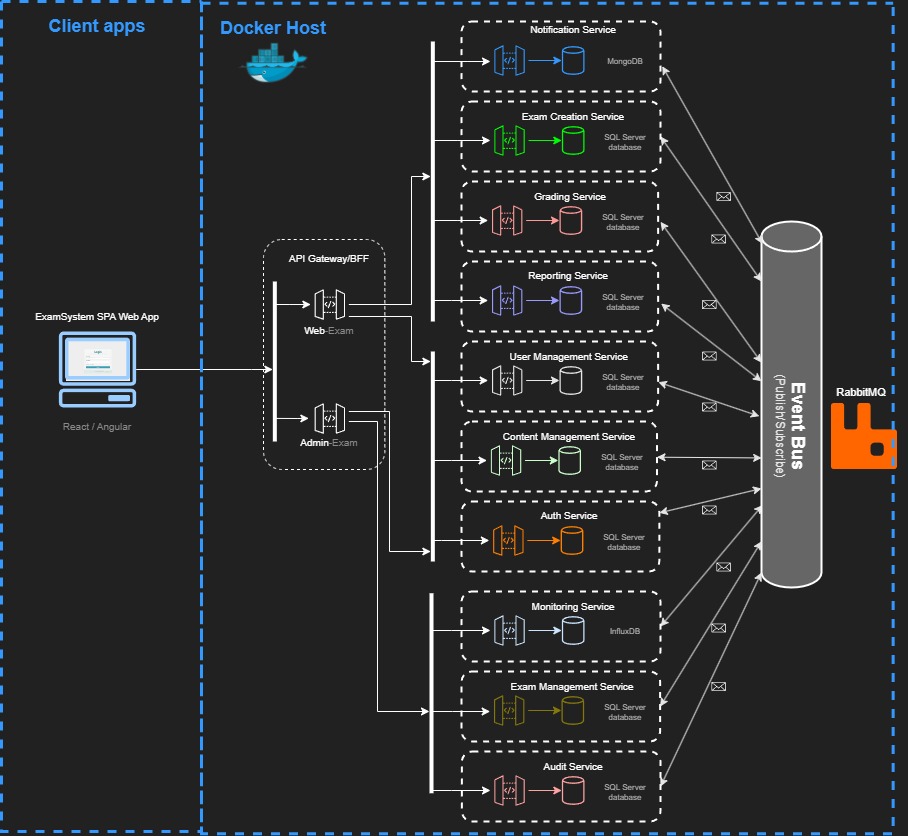 Client apps
Docker Host
Notification Service
MongoDB
Exam Creation Service
SQL Server
database
Grading Service
SQL Server
database
API Gateway/BFF
Reporting Service
SQL Server
database
Web-Exam
ExamSystem SPA Web App
Login
React / Angular
Admin-Exam
User Management Service
SQL Server
database
Content Management Service
SQL Server
database
Auth Service
SQL Server
database
Event Bus
(Publish/Subscribe)
RabbitMQ
Monitoring Service
InfluxDB
Exam Management Service
SQL Server
database
Audit Service
SQL Server
database